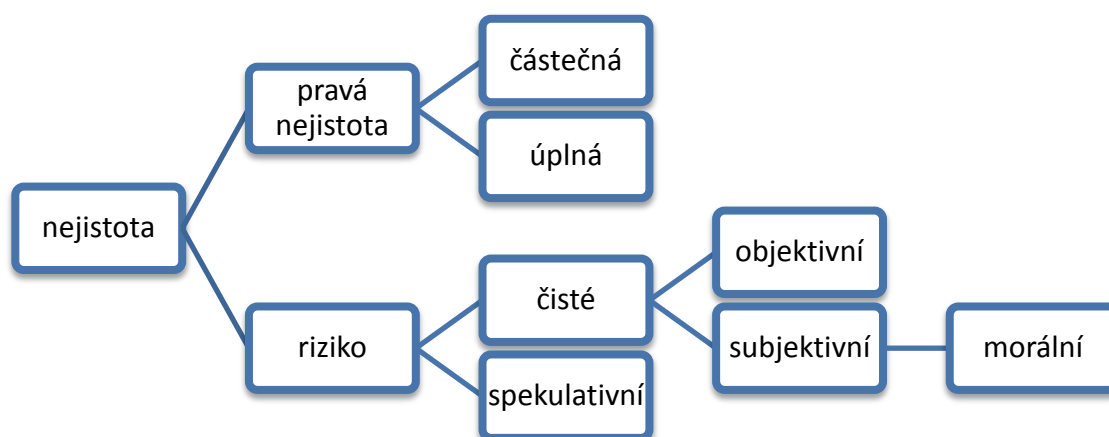 částečná
pravá
nejistota
úplná
nejistota
objektivní
čisté
riziko
subjektivní
morální
spekulativní